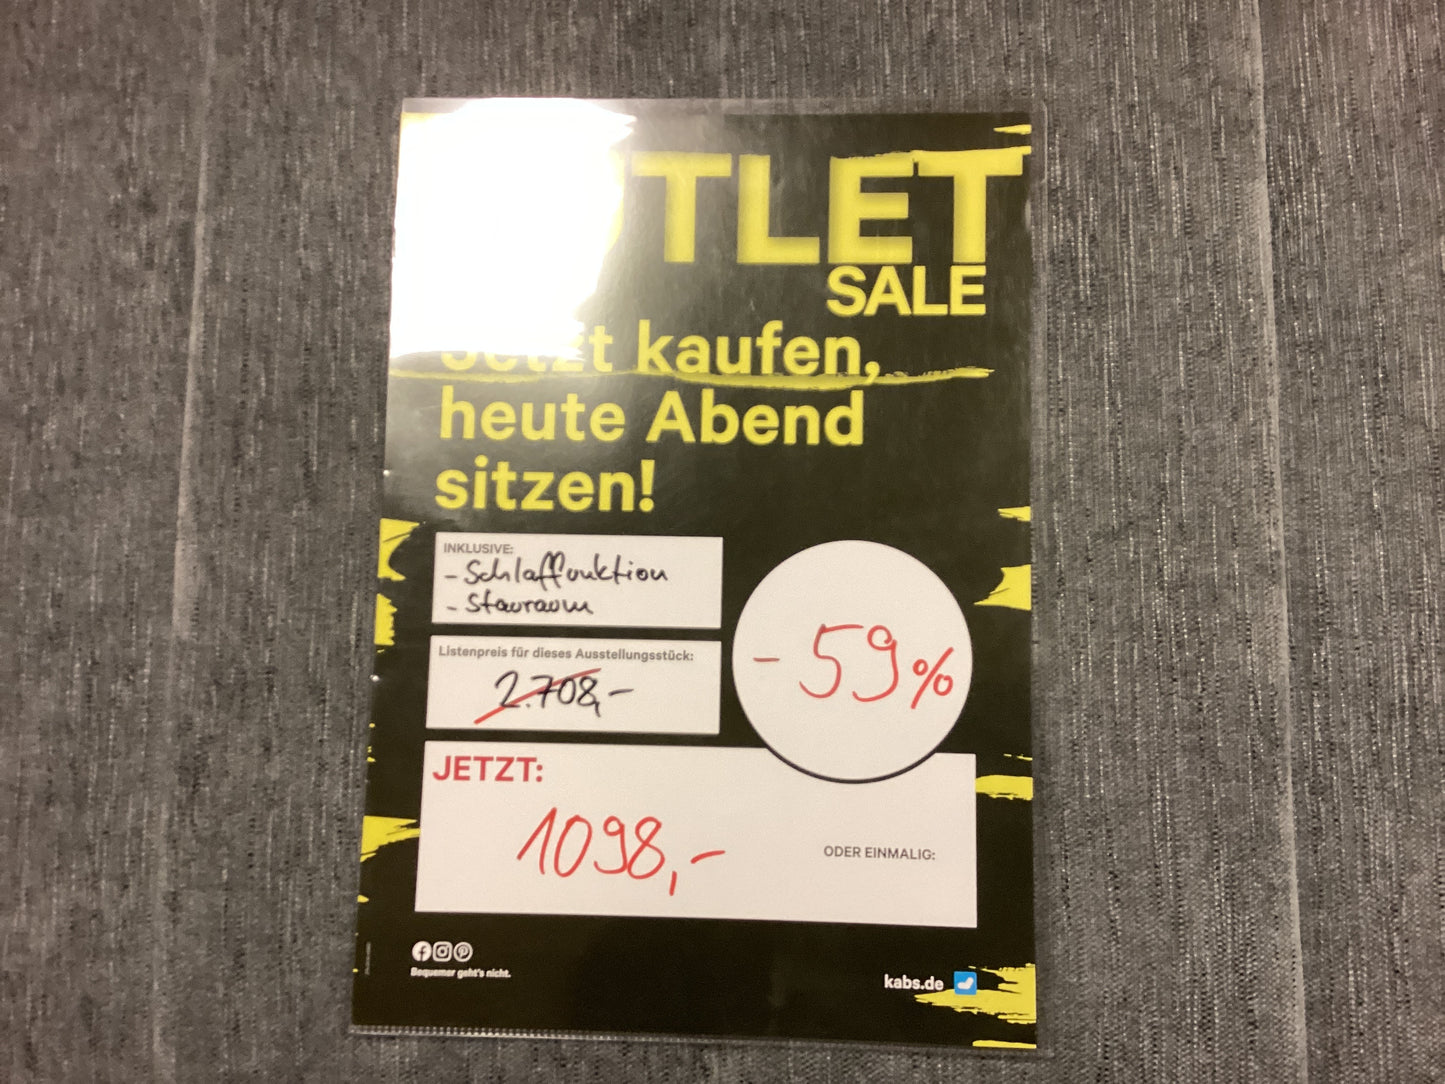 TLET
SALE
Jetzt kaufen,
heute Abend
sitzen!
INKLUSIVE:
- Schlaffunktion
- Stauraum
Listenpreis für dieses Ausstellungsstück:
2.708,-
- 59%
JETZT:
1098,-
ODER EINMALIG:
Bequemer geht's nicht.
kabs.de